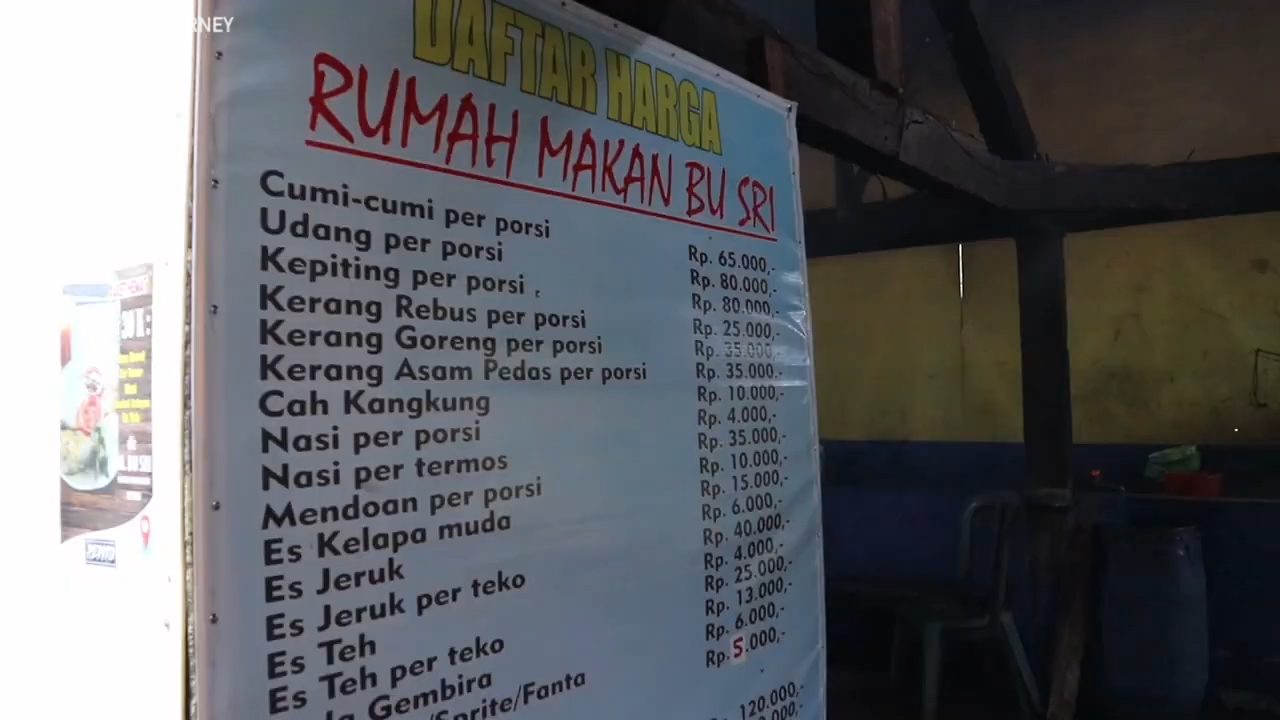 RNEY
DAFTAR HARGA
RUMAH MAKAN BU SRI
Cumi-cumi per porsi Rp. 65.000,-
Udang per porsi Rp. 80.000,-
Kepiting per porsi Rp. 80.000,-
Kerang Rebus per porsi Rp. 25.000,-
Kerang Goreng per porsi Rp. 35.000,-
Kerang Asam Pedas per porsi Rp. 35.000,-
Cah Kangkung Rp. 10.000,-
Nasi per porsi Rp. 4.000,-
Nasi per termos Rp. 35.000,-
Mendoan per porsi Rp. 10.000,-
Es Kelapa muda Rp. 15.000,-
Es Jeruk Rp. 6.000,-
Es Jeruk per teko Rp. 40.000,-
Es Teh Rp. 4.000,-
Es Teh per teko Rp. 25.000,-
Gembira Rp. 13.000,-
/Sprite/Fanta Rp. 6.000,-
Rp. 5.000,-
Rp. 120.000,-